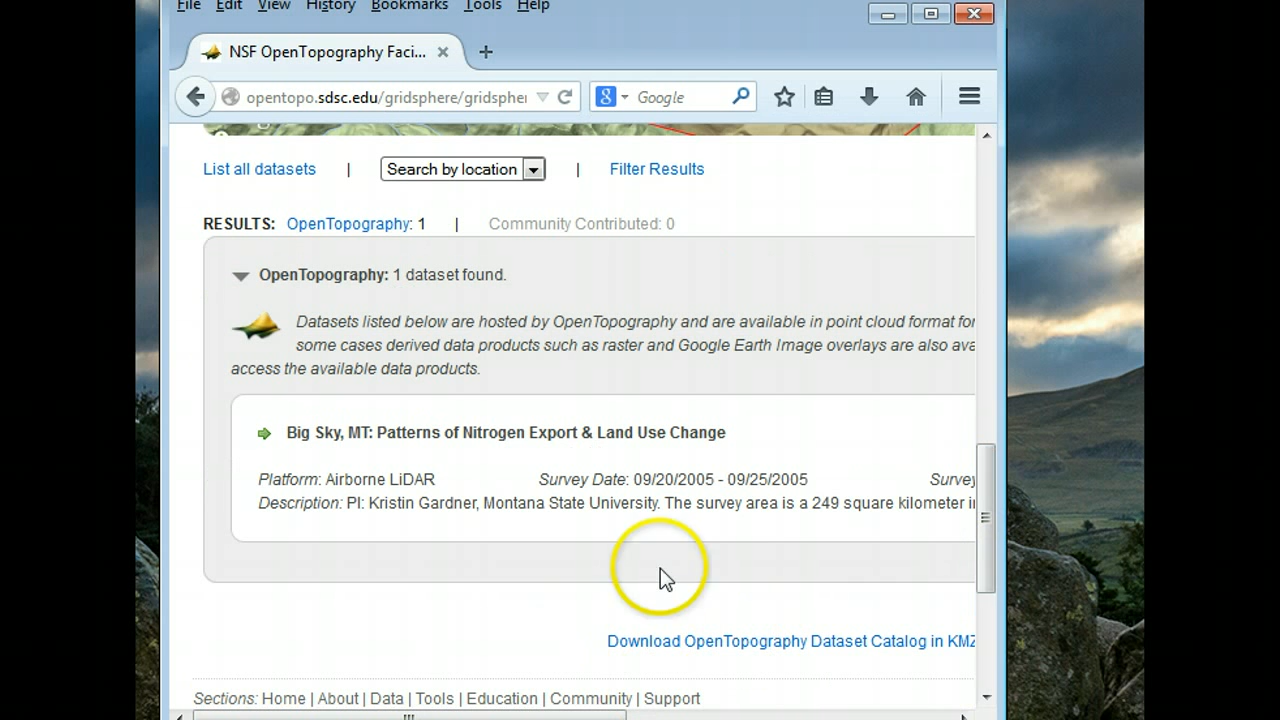 File Edit View History Bookmarks Tools Help
NSF OpenTopography Faci...
opentopo.sdsc.edu/gridsphere/gridspher
8 Google
List all datasets | Search by location | Filter Results
RESULTS: OpenTopography: 1 | Community Contributed: 0
OpenTopography: 1 dataset found.
Datasets listed below are hosted by OpenTopography and are available in point cloud format for
some cases derived data products such as raster and Google Earth Image overlays are also ava
access the available data products.
Big Sky, MT: Patterns of Nitrogen Export & Land Use Change
Platform: Airborne LiDAR Survey Date: 09/20/2005 - 09/25/2005 Survey
Description: PI: Kristin Gardner, Montana State University. The survey area is a 249 square kilometer i
Download OpenTopography Dataset Catalog in KMZ
Sections: Home | About | Data | Tools | Education | Community | Support